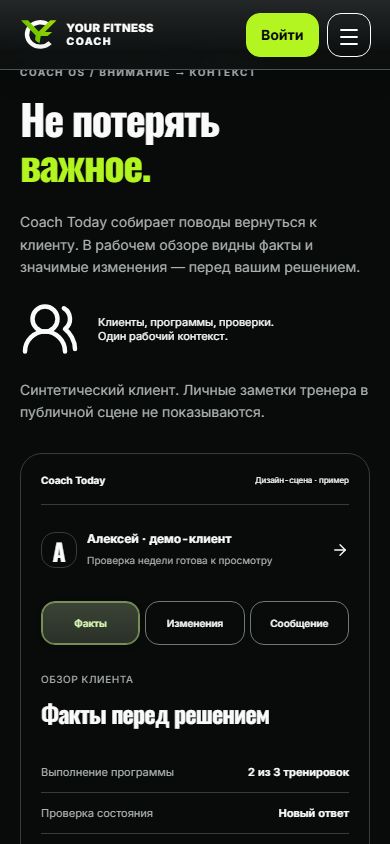 YOUR FITNESS
COACH
Войти
COACH OS / ВНИМАНИЕ → КОНТЕКСТ
Не потерять
важное.
Coach Today собирает поводы вернуться к
клиенту. В рабочем обзоре видны факты и
значимые изменения — перед вашим решением.
Клиенты, программы, проверки.
Один рабочий контекст.
Синтетический клиент. Личные заметки тренера в
публичной сцене не показываются.
Coach Today
Дизайн-сцена · пример
А
Алексей · демо-клиент
Проверка недели готова к просмотру
Факты
Изменения
Сообщение
ОБЗОР КЛИЕНТА
Факты перед решением
Выполнение программы
2 из 3 тренировок
Проверка состояния
Новый ответ